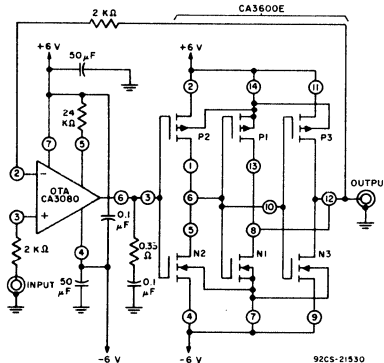 CA3600E
2 KΩ
+6 V
+6 V
50 μF
2
14
11
24
KΩ
P2
P1
P3
7
5
1
13
2
OTA
CA3080
6
3
6
10
12
OUTPUT
3
0.1
μF
5
8
4
N2
N1
N3
2 KΩ
0.1
μF
INPUT
50
μF
4
7
9
-6 V
-6 V
92CS-21530